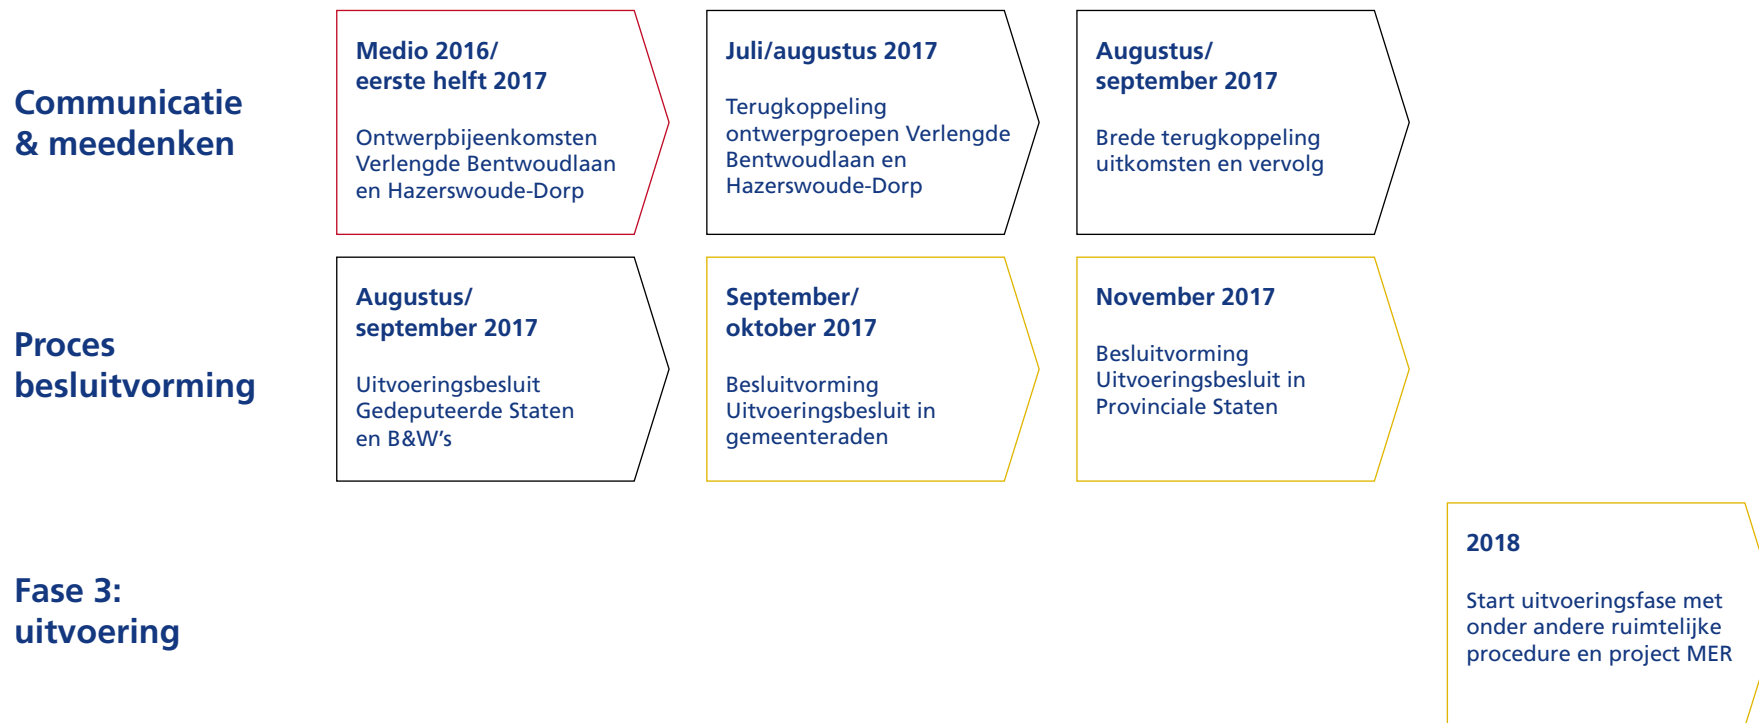 Communicatie
& meedenken
Medio 2016/
eerste helft 2017
Ontwerpbijeenkomsten
Verlengde Bentwoudlaan
en Hazerswoude-Dorp
Juli/augustus 2017
Terugkoppeling
ontwerpgroepen Verlengde
Bentwoudlaan en
Hazerswoude-Dorp
Augustus/
september 2017
Brede terugkoppeling
uitkomsten en vervolg
Proces
besluitvorming
Augustus/
september 2017
Uitvoeringsbesluit
Gedeputeerde Staten
en B&W’s
September/
oktober 2017
Besluitvorming
Uitvoeringsbesluit in
gemeenteraden
November 2017
Besluitvorming
Uitvoeringsbesluit in
Provinciale Staten
Fase 3:
uitvoering
2018
Start uitvoeringsfase met
onder andere ruimtelijke
procedure en project MER